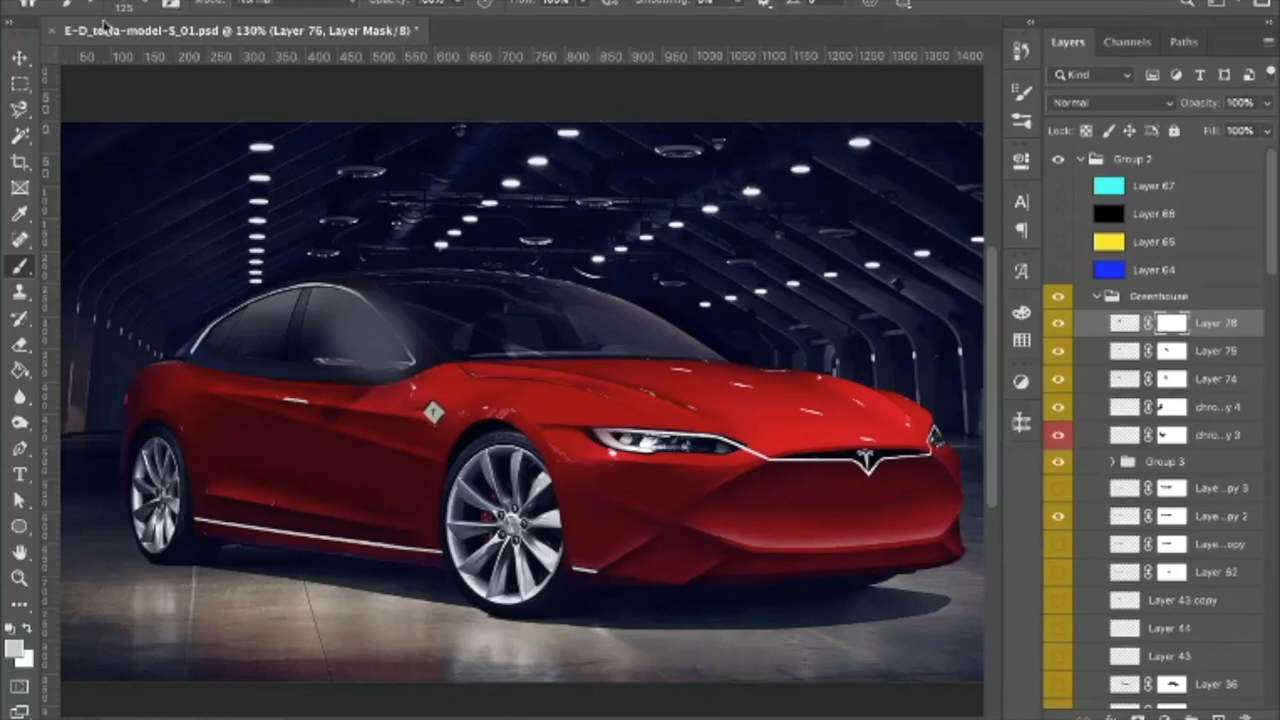 125
Smoothing:
E-D_tesla-model-S_01.psd @ 130% (Layer 76, Layer Mask/8) *
50 100 150 200 250 300 350 400 450 500 550 600 650 700 750 800 850 900 950 1000 1050 1100 1150 1200 1250 1300 1350 1400
Layers Channels Paths
Kind
Normal Opacity: 100%
Lock: Fill: 100%
Group 2
Layer 67
Layer 66
Layer 65
Layer 64
Greenhouse
Layer 78
Layer 75
Layer 74
chro...y 4
chro...y 3
Group 3
Laye...py 3
Laye...py 2
Laye...opy
Layer 62
Layer 43 copy
Layer 44
Layer 43
Layer 36